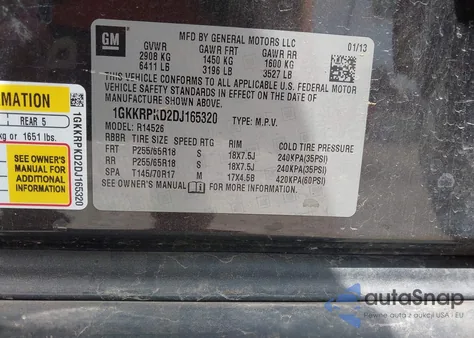 GM
MFD BY GENERAL MOTORS LLC
01/13
GVWR GAWR FRT GAWR RR
2908 KG 1450 KG 1600 KG
6411 LB 3196 LB 3527 LB
THIS VEHICLE CONFORMS TO ALL APPLICABLE U.S. FEDERAL MOTOR
VEHICLE SAFETY STANDARDS IN EFFECT ON THE DATE OF
MANUFACTURE SHOWN ABOVE.
1GKKRPKD2DJ165320 TYPE: M.P.V.
MODEL: R14526
RBBR TIRE SIZE SPEED RTG RIM COLD TIRE PRESSURE
FRT P255/65R18 S 18X7.5J 240KPA(35PSI)
RR P255/65R18 S 18X7.5J 240KPA(35PSI)
SPA T145/70R17 M 17X4.5B 420KPA(60PSI)
SEE OWNER'S MANUAL FOR MORE INFORMATION.
MATION
REAR 5
kg or 1651 lbs.
SEE OWNER'S
MANUAL FOR
ADDITIONAL
INFORMATION
1GKKRPKD2DJ165320
autoSnap
Pewne auto z aukcji USA i EU